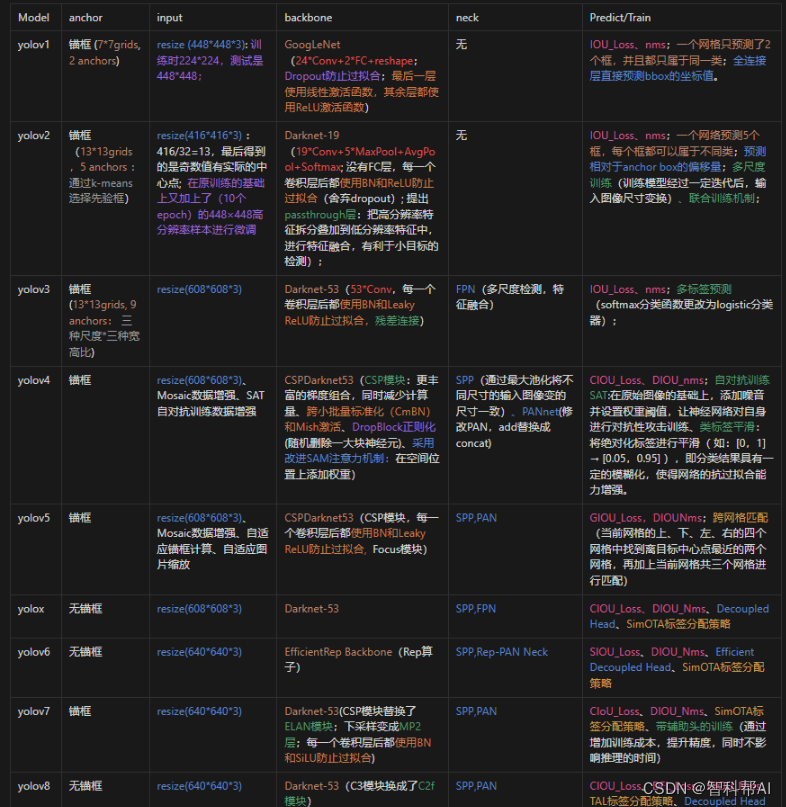 Model anchor input backbone neck Predict/Train
yolov1
锚框 (7*7grids,
2 anchors)
resize (448*448*3): 训
练时224*224，测试是
448*448；
GoogLeNet
（24*Conv+2*FC+reshape；
Dropout防止过拟合；最后一层
使用线性激活函数，其余层都使
用ReLU激活函数）
无
IOU_Loss、nms；一个网格只预测了2
个框，并且都只属于同一类；全连接
层直接预测bbox的坐标值。
yolov2
锚框
（13*13grids
，5 anchors：
通过k-means
选择先验框）
resize(416*416*3)：
416/32=13，最后得到
的是奇数值有实际的中
心点; 在原训练的基础
上又加上了（10个
epoch）的448×448高
分辨率样本进行微调
Darknet-19
（19*Conv+5*MaxPool+AvgPo
ol+Softmax; 没有FC层，每一个
卷积层后都使用BN和ReLU防止
过拟合（舍弃dropout）; 提出
passthrough层：把高分辨率特
征拆分叠加到低分辨率特征中，
进行特征融合，有利于小目标的
检测）；
无
IOU_Loss、nms；一个网络预测5个
框，每个框都可以属于不同类；预测
相对于anchor box的偏移量；多尺度
训练（训练模型经过一定迭代后，输
入图像尺寸变换）、联合训练机制；
yolov3
锚框
(13*13grids, 9
anchors：三
种尺度*三种宽
高比)
resize(608*608*3)
Darknet-53（53*Conv，每一个
卷积层后都使用BN和Leaky
ReLU防止过拟合，残差连接）
FPN（多尺度检测，特
征融合）
IOU_Loss、nms；多标签预测
（softmax分类函数更改为logistic分类
器）；
yolov4
锚框
resize(608*608*3)、
Mosaic数据增强、SAT
自对抗训练数据增强
CSPDarknet53（CSP模块：更丰
富的梯度组合，同时减少计算
量、跨小批量标准化（CmBN）
和Mish激活、DropBlock正则化
(随机删除一大块神经元)、采用
改进SAM注意力机制：在空间位
置上添加权重）
SPP（通过最大池化将不
同尺寸的输入图像变的
尺寸一致）、PANnet(修
改PAN，add替换成
concat)
CIOU_Loss、DIOU_nms；自对抗训练
SAT:在原始图像的基础上，添加噪音
并设置权重阈值，让神经网络对自身
进行对抗性攻击训练、类标签平滑：
将绝对化标签进行平滑（ 如：[0，1]
→ [0.05，0.95] ），即分类结果具有一
定的模糊化，使得网络的抗过拟合能
力增强。
yolov5
锚框
resize(608*608*3)、
Mosaic数据增强、自适
应锚框计算、自适应图
片缩放
CSPDarknet53（CSP模块，每一
个卷积层后都使用BN和Leaky
ReLU防止过拟合, Focus模块）
SPP,PAN
GIOU_Loss，DIOUNms；跨网格匹配
（当前网格的上、下、左、右的四个
网格中找到离目标中心点最近的两个
网格，再加上当前网格共三个网格进
行匹配）
yolox
无锚框
resize(608*608*3)
Darknet-53
SPP,FPN
CIOU_Loss、DIOU_Nms、Decoupled
Head、SimOTA标签分配策略
yolov6
无锚框
resize(640*640*3)
EfficientRep Backbone（Rep算
子）
SPP,Rep-PAN Neck
SIOU_Loss、DIOU_Nms、Efficient
Decoupled Head、SimOTA标签分配
策略
yolov7
锚框
resize(640*640*3)
Darknet-53(CSP模块替换了
ELAN模块；下采样变成MP2
层；每一个卷积层后都使用BN
和SiLU防止过拟合)
SPP,PAN
CIoU_Loss、DIOU_Nms、SimOTA标
签分配策略、带辅助头的训练（通过
增加训练成本，提升精度，同时不影
响推理的时间）
yolov8
无锚框
resize(640*640*3)
Darknet-53（C3模块换成了C2f
模块）
SPP,PAN
CIOU_Loss、DIOU_Nms、
TAL标签分配策略、Decoupled Head
CSDN @智科帮AI